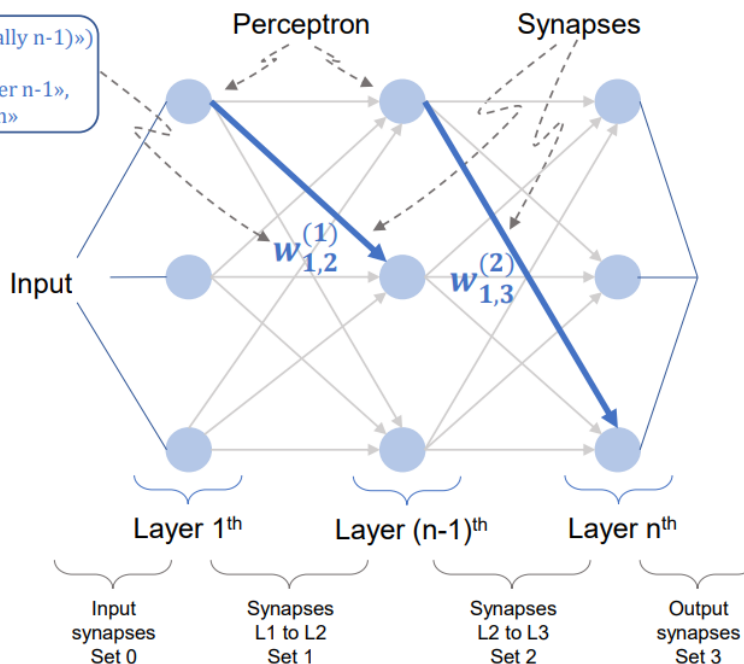 ally n-1)»)
er n-1»,
n»
Perceptron
Synapses
w_{1,2}^{(1)}
w_{1,3}^{(2)}
Input
Layer 1th
Layer (n-1)th
Layer nth
Input
synapses
Set 0
Synapses
L1 to L2
Set 1
Synapses
L2 to L3
Set 2
Output
synapses
Set 3